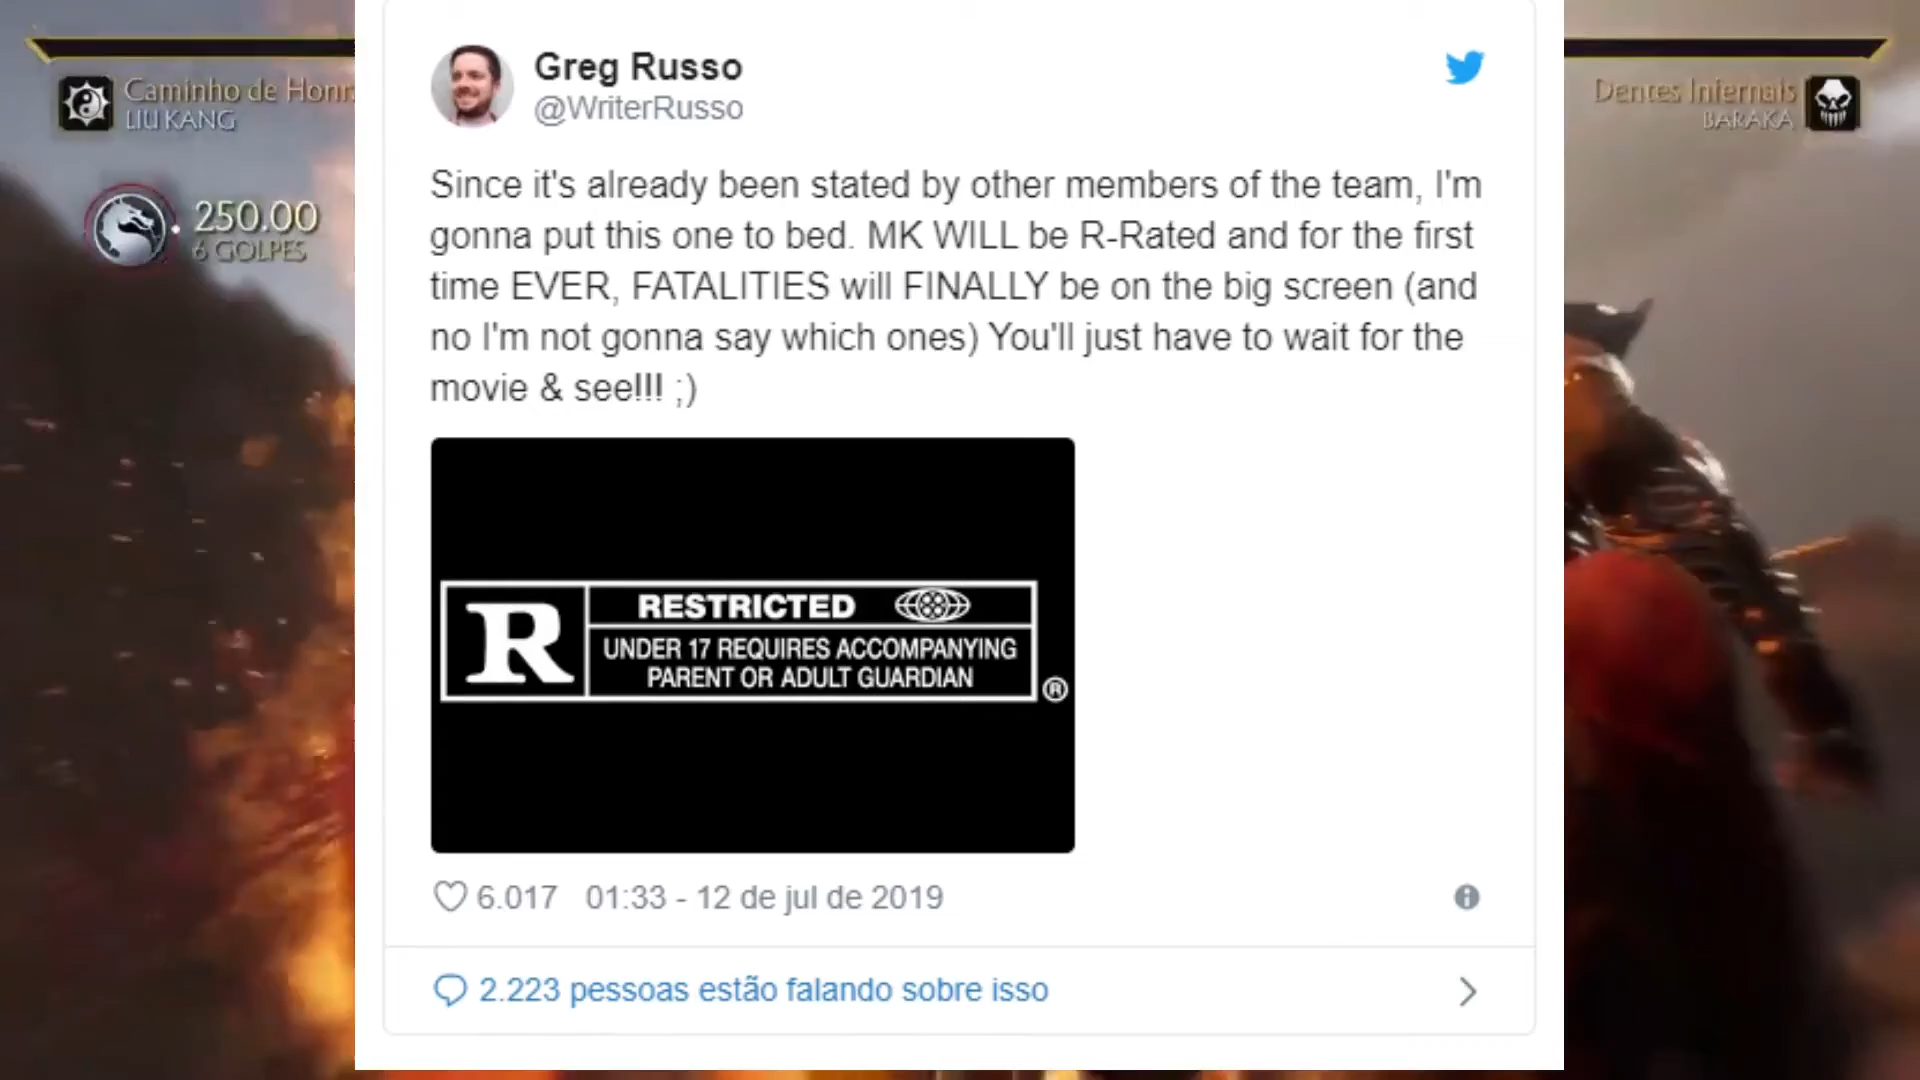 Caminho de Honr
LIU KANG
250.00
6 GOLPES
Dentes Infernais
BARAKA
Greg Russo
@WriterRusso
Since it's already been stated by other members of the team, I'm
gonna put this one to bed. MK WILL be R-Rated and for the first
time EVER, FATALITIES will FINALLY be on the big screen (and
no I'm not gonna say which ones) You'll just have to wait for the
movie & see!!! ;)
R
RESTRICTED
UNDER 17 REQUIRES ACCOMPANYING
PARENT OR ADULT GUARDIAN
®
6.017 01:33 - 12 de jul de 2019
2.223 pessoas estão falando sobre isso